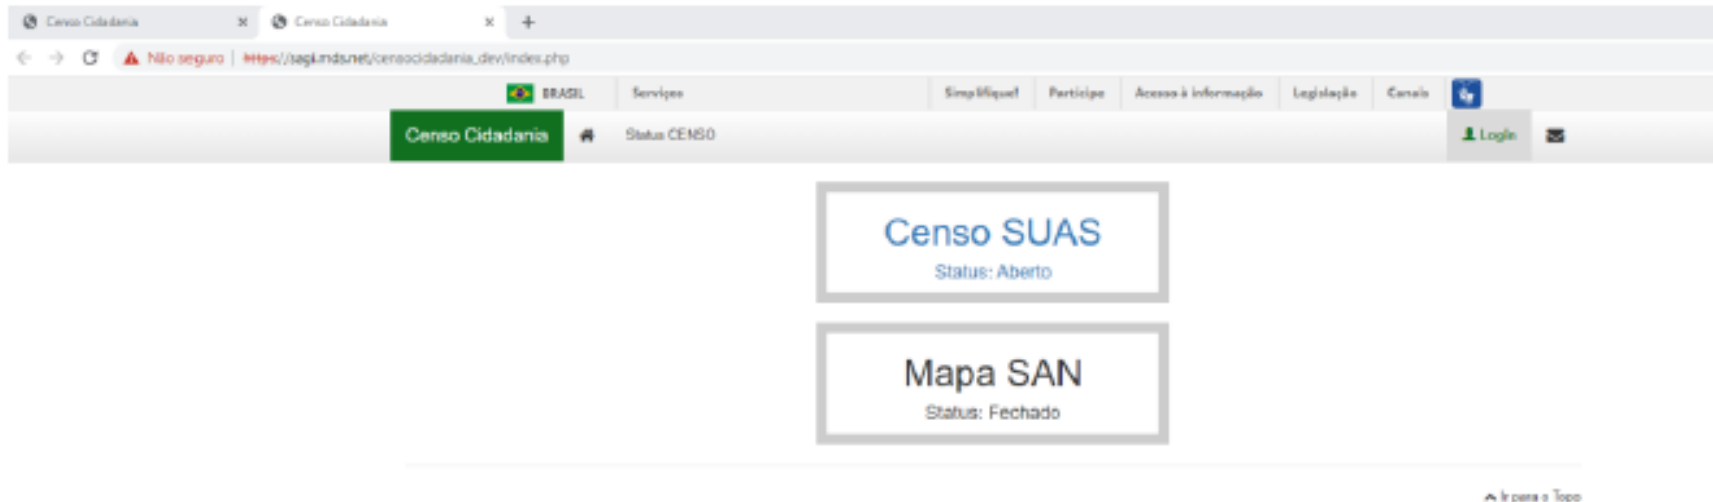 Censo Cidadania Censo Cidadania
Não seguro | https://sagi.mds.net/censocidadania_dev/index.php
BRASIL Serviços Simplifique! Participe Acesso à informação Legislação Canais
Censo Cidadania Status CENSO Login
Censo SUAS
Status: Aberto
Mapa SAN
Status: Fechado
Ir para o Topo